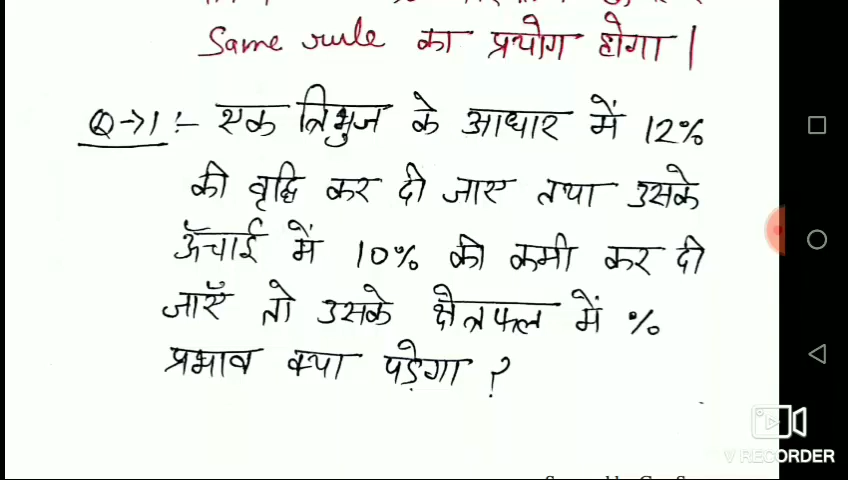 Same rule का प्रयोग होगा |
Q→1:- एक त्रिभुज के आधार में 12%
की वृद्धि कर दी जाए तथा उसके
ऊँचाई में 10% की कमी कर दी
जाएँ तो उसके क्षेत्रफल में %
प्रभाव क्या पड़ेगा ?
V RECORDER